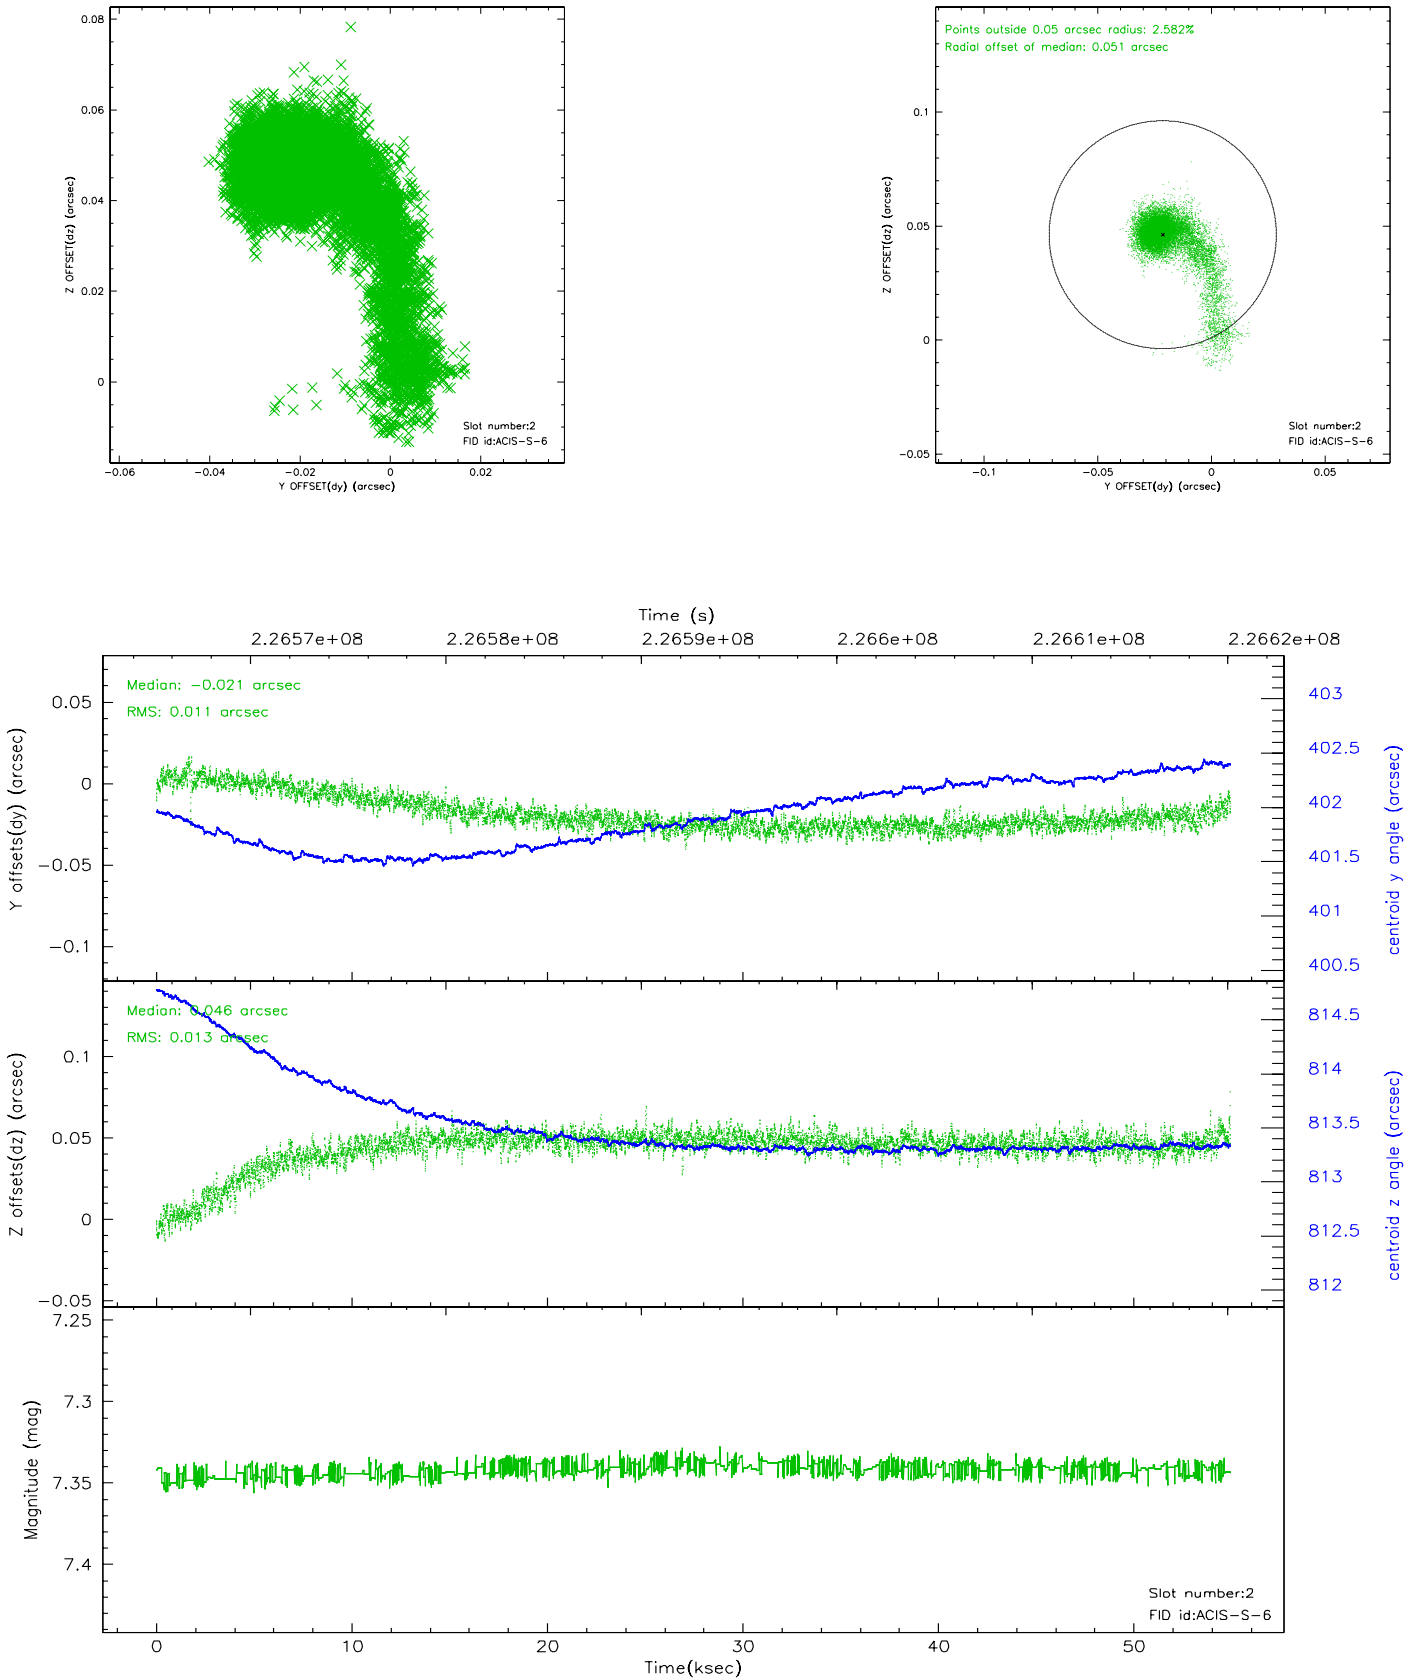 0.08
0.06
0.04
0.02
0
Z OFFSET(dz) (arcsec)
Slot number:2
FID id:ACIS-S-6
-0.06 -0.04 -0.02 0 0.02
Y OFFSET(dy) (arcsec)
Points outside 0.05 arcsec radius: 2.582%
Radial offset of median: 0.051 arcsec
0.1
0.05
0
-0.05
Z OFFSET(dz) (arcsec)
Slot number:2
FID id:ACIS-S-6
-0.1 -0.05 0 0.05
Y OFFSET(dy) (arcsec)
Time (s)
2.2657e+08 2.2658e+08 2.2659e+08 2.266e+08 2.2661e+08 2.2662e+08
Median: -0.021 arcsec
RMS: 0.011 arcsec
0.05
0
-0.05
-0.1
Y offsets(dy) (arcsec)
403
402.5
402
401.5
401
400.5
centroid y angle (arcsec)
Median: 0.046 arcsec
RMS: 0.013 arcsec
0.1
0.05
0
-0.05
Z offsets(dz) (arcsec)
814.5
814
813.5
813
812.5
812
centroid z angle (arcsec)
7.25
7.3
7.35
7.4
Magnitude (mag)
Slot number:2
FID id:ACIS-S-6
0 10 20 30 40 50
Time(ksec)